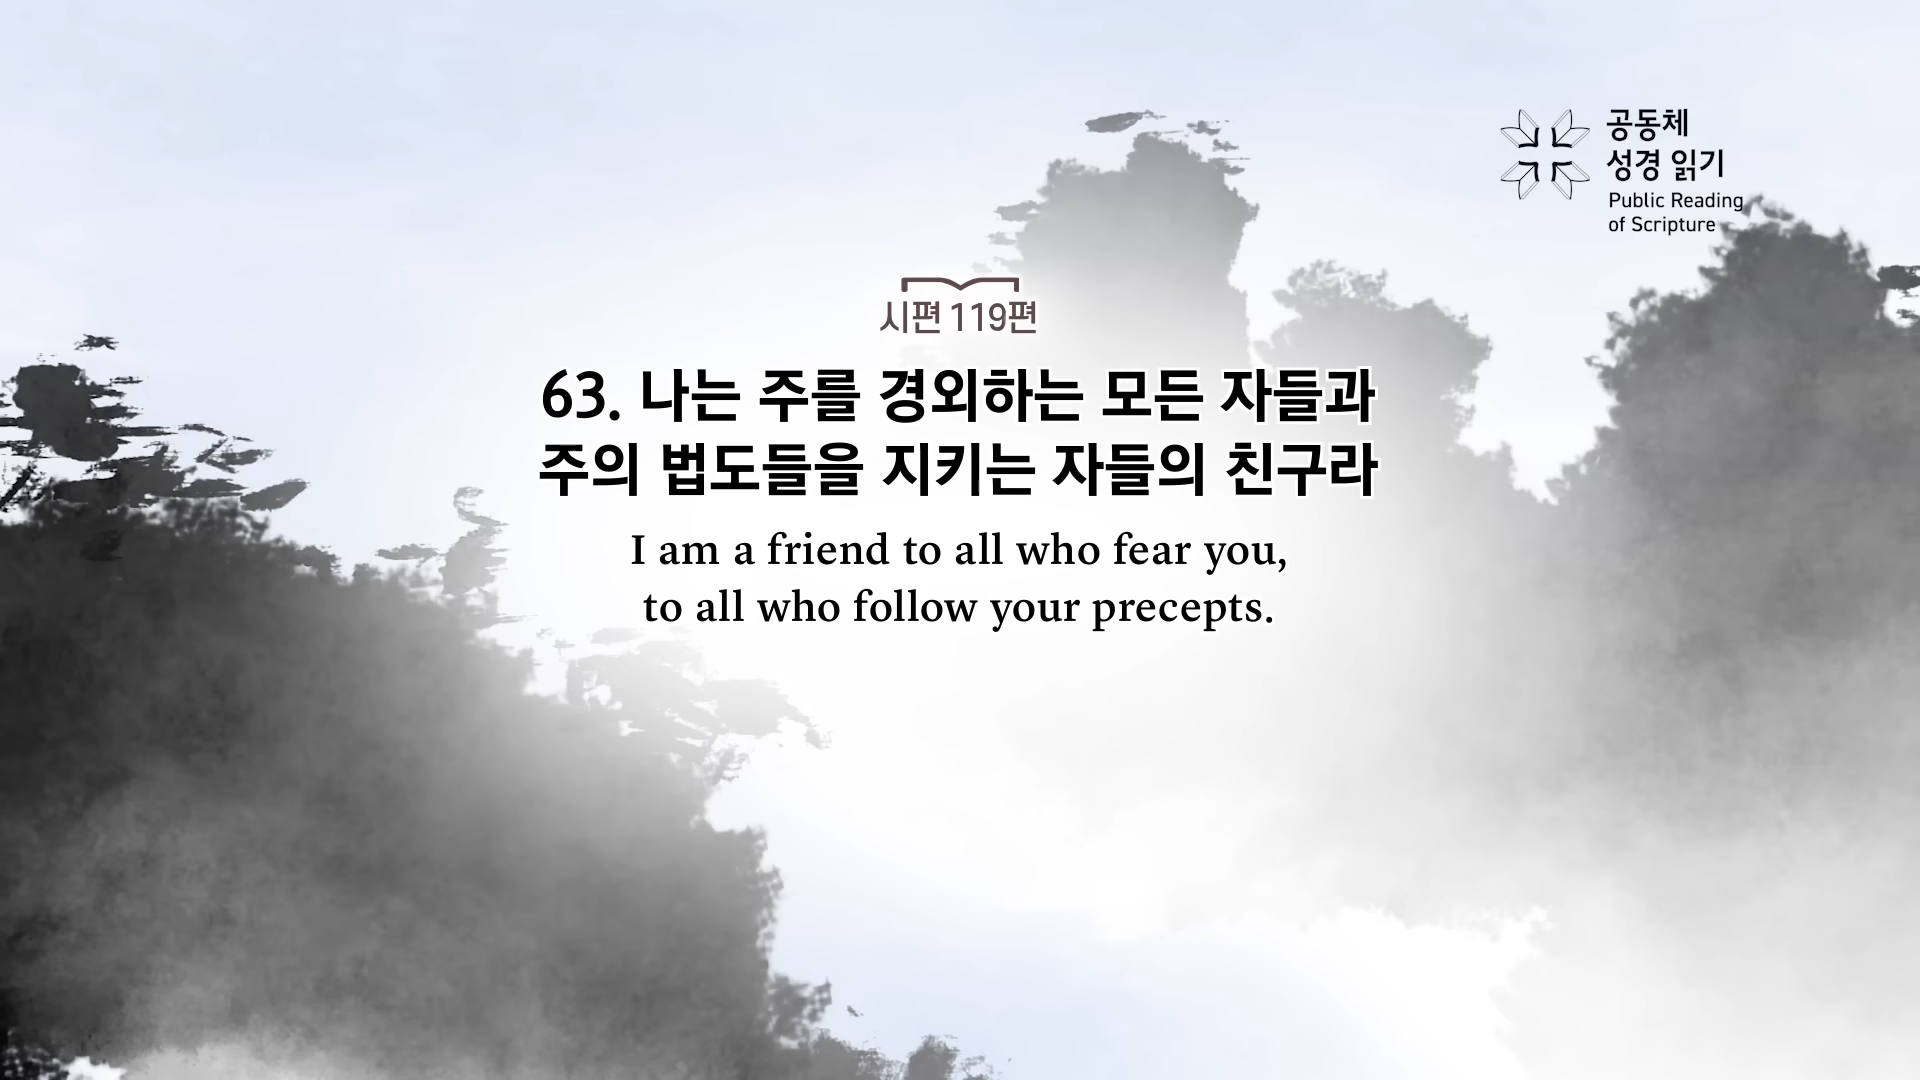 공동체
성경 읽기
Public Reading
of Scripture
시편 119편
63. 나는 주를 경외하는 모든 자들과
주의 법도들을 지키는 자들의 친구라
I am a friend to all who fear you,
to all who follow your precepts.